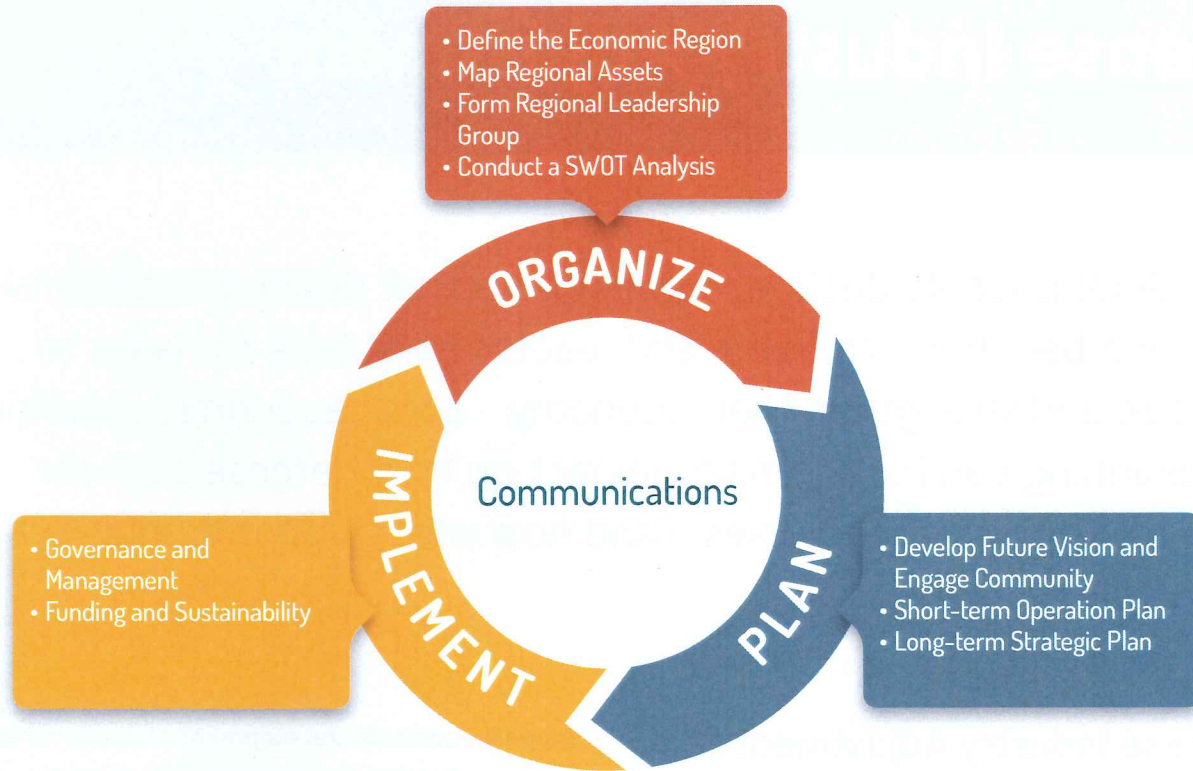 • Define the Economic Region
• Map Regional Assets
• Form Regional Leadership
Group
• Conduct a SWOT Analysis
ORGANIZE
Communications
IMPLEMENT
PLAN
• Governance and
Management
• Funding and Sustainability
• Develop Future Vision and
Engage Community
• Short-term Operation Plan
• Long-term Strategic Plan